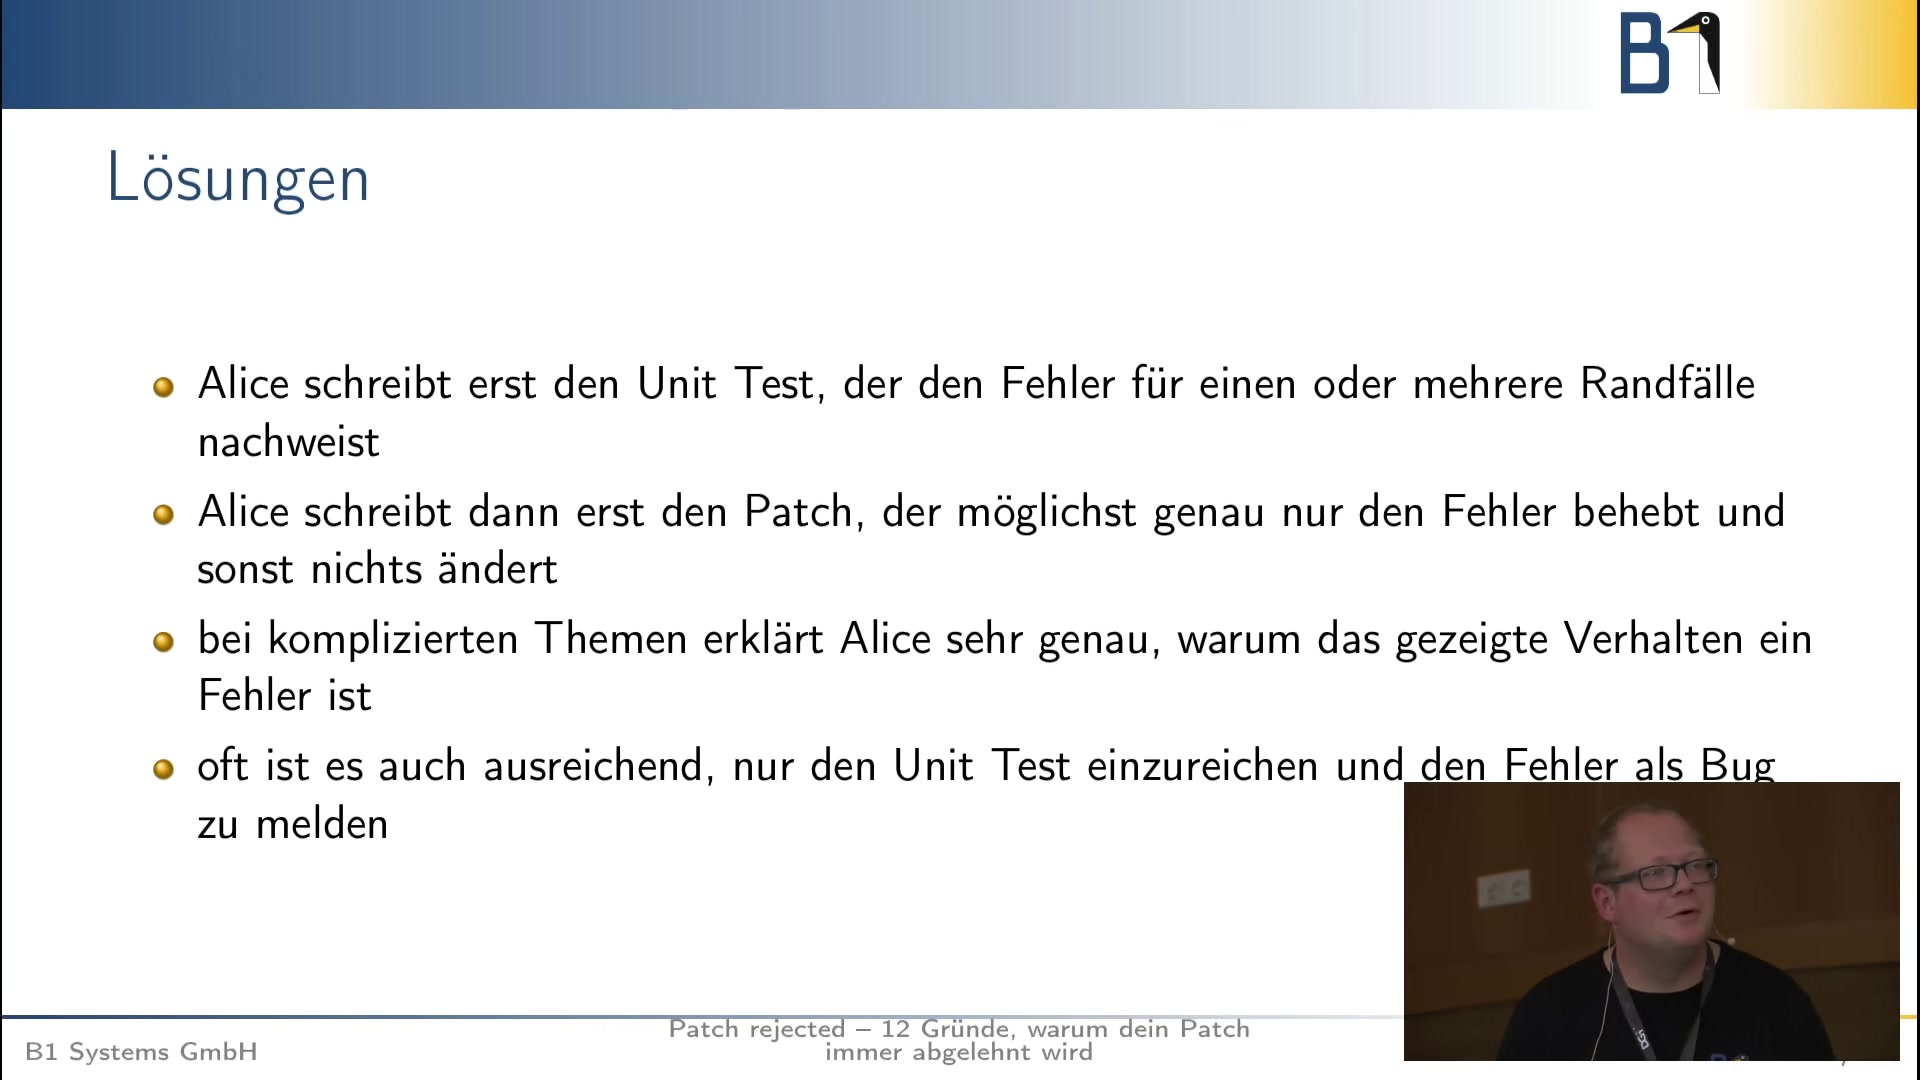 B1
Lösungen
Alice schreibt erst den Unit Test, der den Fehler für einen oder mehrere Randfälle
nachweist
Alice schreibt dann erst den Patch, der möglichst genau nur den Fehler behebt und
sonst nichts ändert
bei komplizierten Themen erklärt Alice sehr genau, warum das gezeigte Verhalten ein
Fehler ist
oft ist es auch ausreichend, nur den Unit Test einzureichen und den Fehler als Bug
zu melden
Patch rejected – 12 Gründe, warum dein Patch
immer abgelehnt wird
B1 Systems GmbH